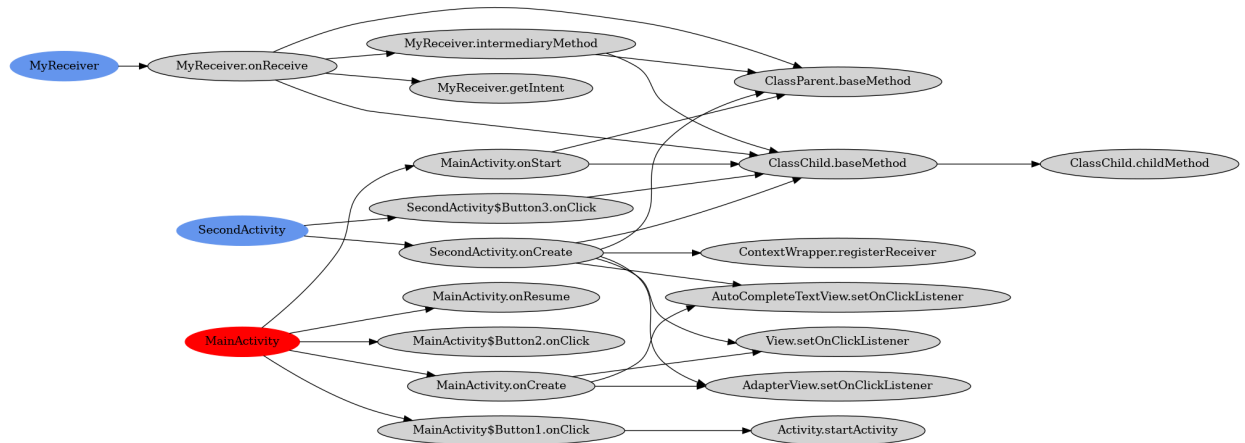 MyReceiver
MyReceiver.onReceive
MyReceiver.intermediaryMethod
MyReceiver.getIntent
ClassParent.baseMethod
MainActivity.onStart
ClassChild.baseMethod
ClassChild.childMethod
SecondActivity
SecondActivity$Button3.onClick
SecondActivity.onCreate
ContextWrapper.registerReceiver
MainActivity.onResume
AutoCompleteTextView.setOnClickListener
MainActivity
MainActivity$Button2.onClick
View.setOnClickListener
MainActivity.onCreate
AdapterView.setOnClickListener
MainActivity$Button1.onClick
Activity.startActivity